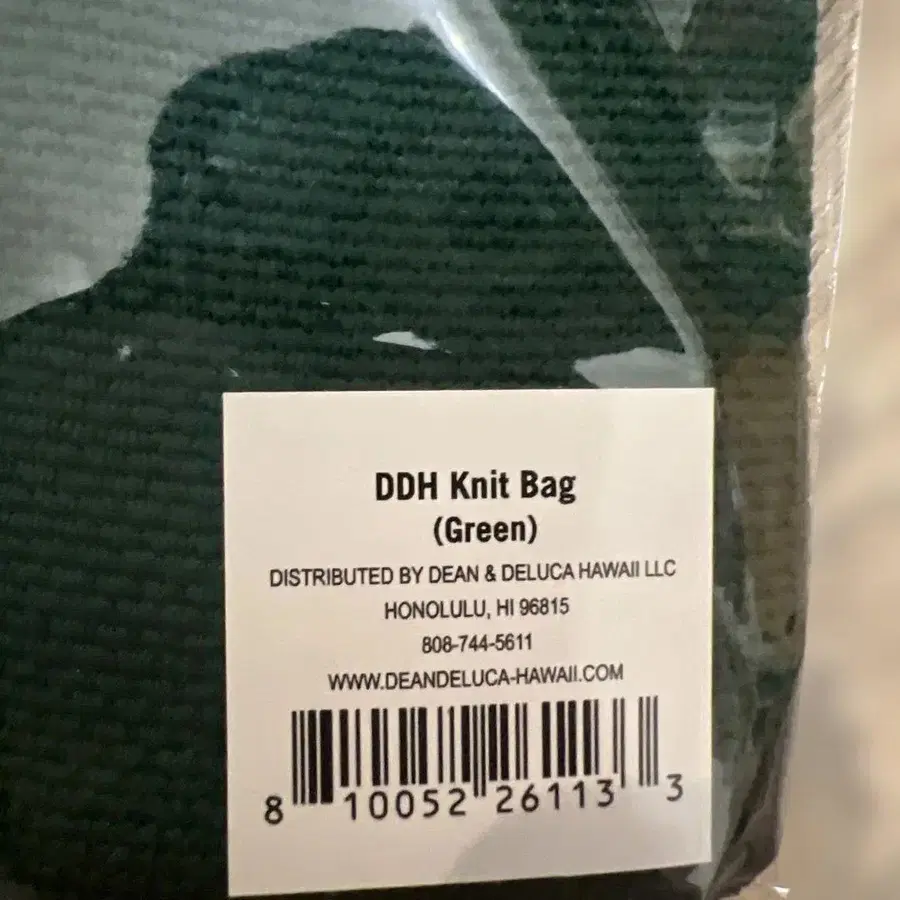 DDH Knit Bag
(Green)
DISTRIBUTED BY DEAN & DELUCA HAWAII LLC
HONOLULU, HI 96815
808-744-5611
WWW.DEANDELUCA-HAWAII.COM
8 10052 26113 3